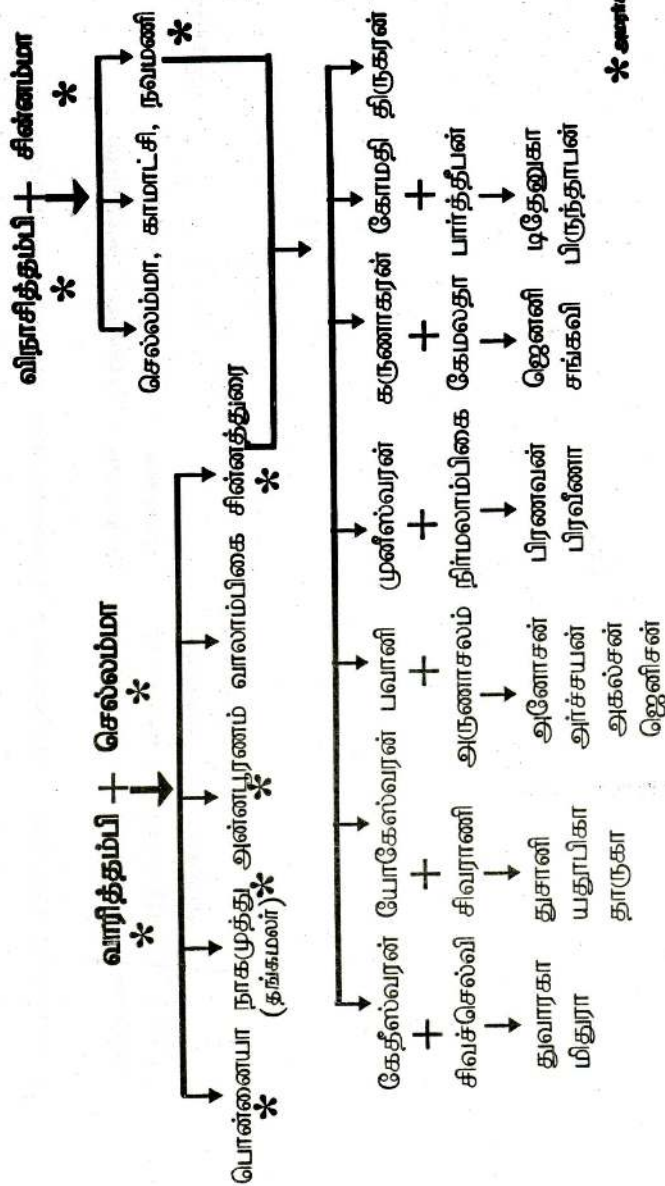 வாரித்தம்பி + செல்லம்மா
* *
விநாசித்தம்பி + சின்னம்மா
* *
பொன்னையா நாகமுத்து அன்னபூரணம் வாலாம்பிகை சின்னத்துரை
* (தங்கமலர்)* * *
செல்லம்மா, காமாட்சி, நவமணி
*
கேதீஸ்வரன் யோகேஸ்வரன் பவானி முனீஸ்வரன் கருணாகரன் கோமதி திருகரன்
+ + + + + +
சிவச்செல்வி சிவராணி அருணாசலம் நிர்மலாம்பிகை கேமலதா பார்த்தீபன்
துவாரகா துசானி அனோசன் பிரணவன் ஜெனனி டிதேனுகா
மிதுரா யதூபிகா அர்ச்சயன் பிரவீணா சங்கவி பிருந்தாபன்
தாருகா அகல்சன்
ஜெனிசன்
*